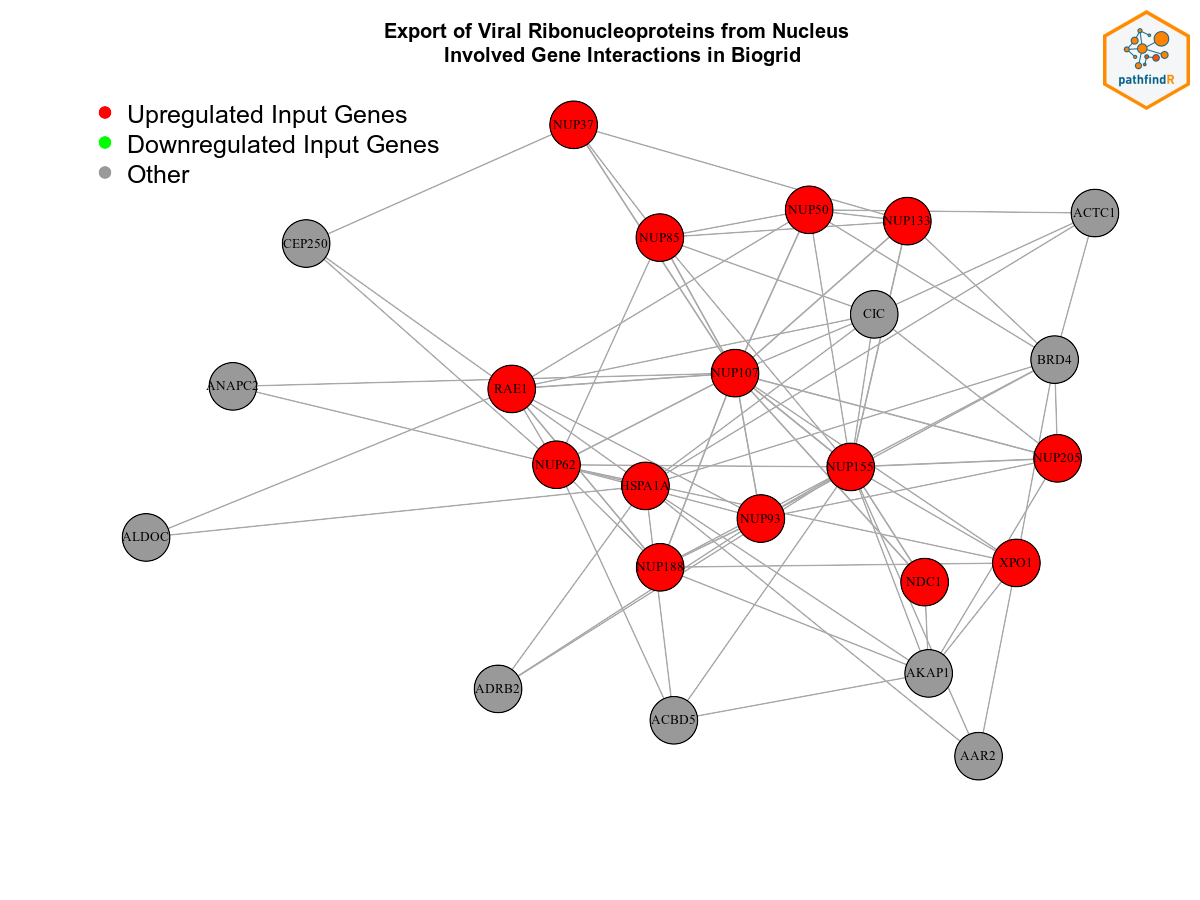 Export of Viral Ribonucleoproteins from Nucleus
Involved Gene Interactions in Biogrid
pathfindR
Upregulated Input Genes
Downregulated Input Genes
Other
NUP37
NUP50
NUP133
ACTC1
NUP85
CEP250
CIC
BRD4
NUP107
ANAPC2
RAE1
NUP205
NUP62
NUP155
HSPA1A
NUP93
ALDOC
NUP188
XPO1
NDC1
AKAP1
ADRB2
ACBD5
AAR2